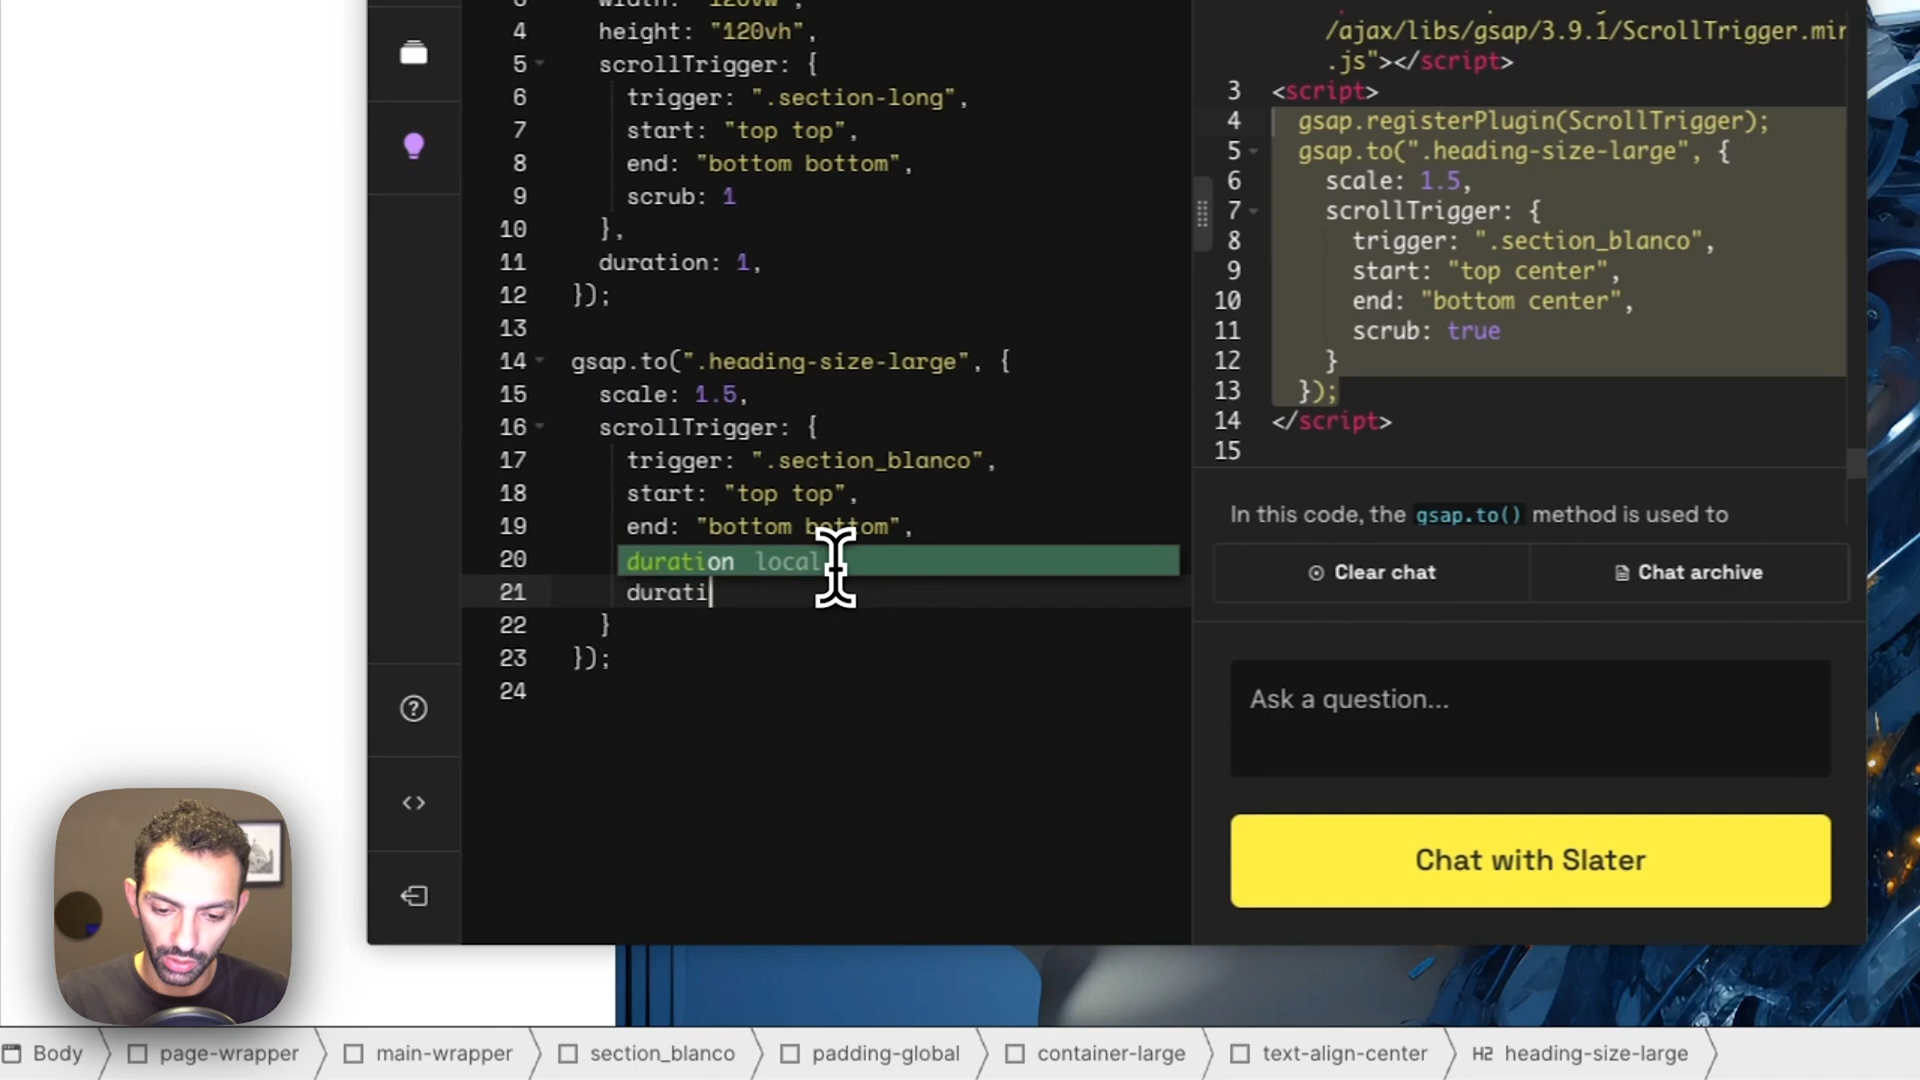 4 height: "120vh",
5 scrollTrigger: {
6 trigger: ".section-long",
7 start: "top top",
8 end: "bottom bottom",
9 scrub: 1
10 },
11 duration: 1,
12 });
13
14 gsap.to(".heading-size-large", {
15 scale: 1.5,
16 scrollTrigger: {
17 trigger: ".section_blanco",
18 start: "top top",
19 end: "bottom bottom",
20 duration local
21 durati
22 }
23 });
24
/ajax/libs/gsap/3.9.1/ScrollTrigger.min
.js"></script>
3 <script>
4 gsap.registerPlugin(ScrollTrigger);
5 gsap.to(".heading-size-large", {
6 scale: 1.5,
7 scrollTrigger: {
8 trigger: ".section_blanco",
9 start: "top center",
10 end: "bottom center",
11 scrub: true
12 }
13 });
14 </script>
15
In this code, the gsap.to() method is used to
Clear chat
Chat archive
Ask a question...
Chat with Slater
Body
page-wrapper
main-wrapper
section_blanco
padding-global
container-large
text-align-center
H2 heading-size-large